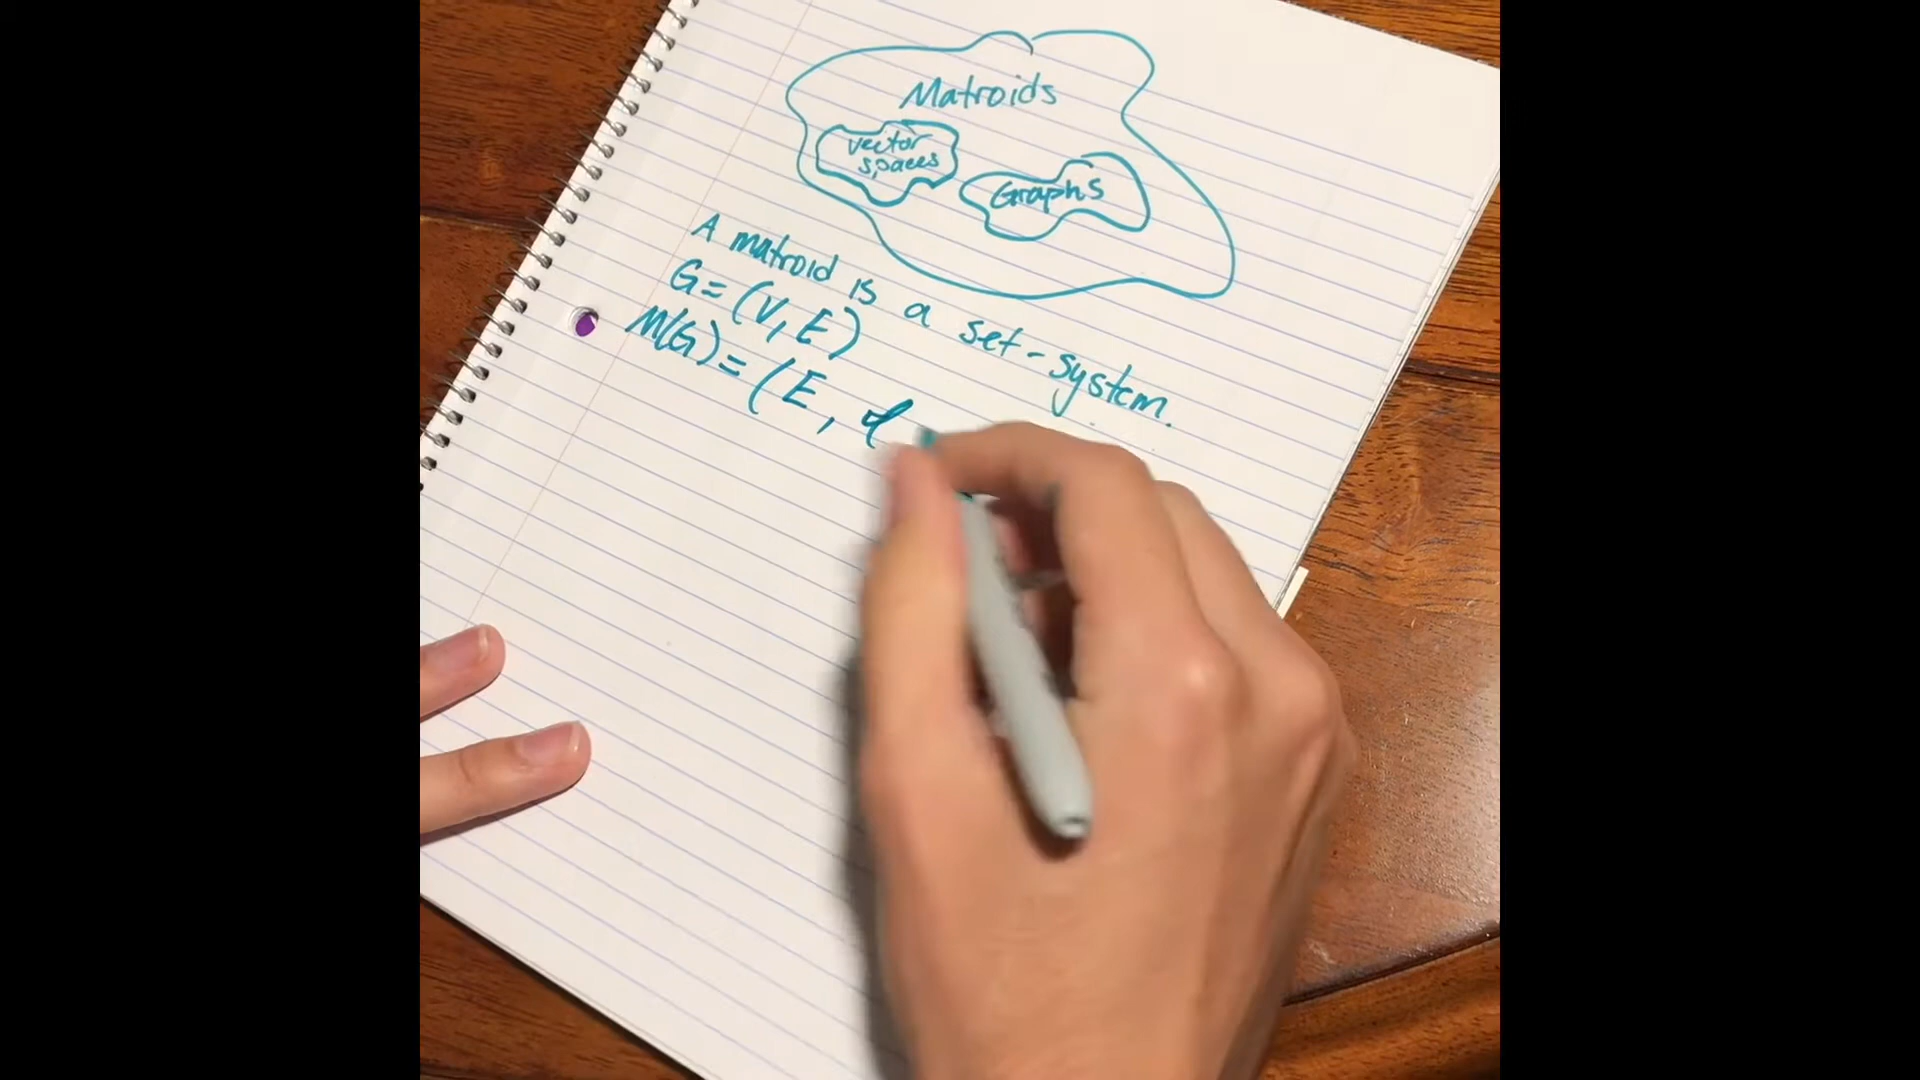 Matroids
vector
spaces
Graphs
A matroid is a set-system.
G = (V, E)
M(G) = (E,